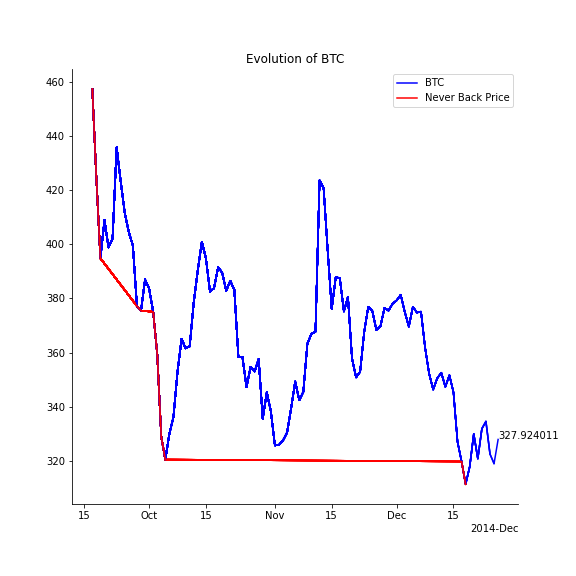 Evolution of BTC
BTC
Never Back Price
460
440
420
400
380
360
340
320
327.924011
15
Oct
15
Nov
15
Dec
15
2014-Dec